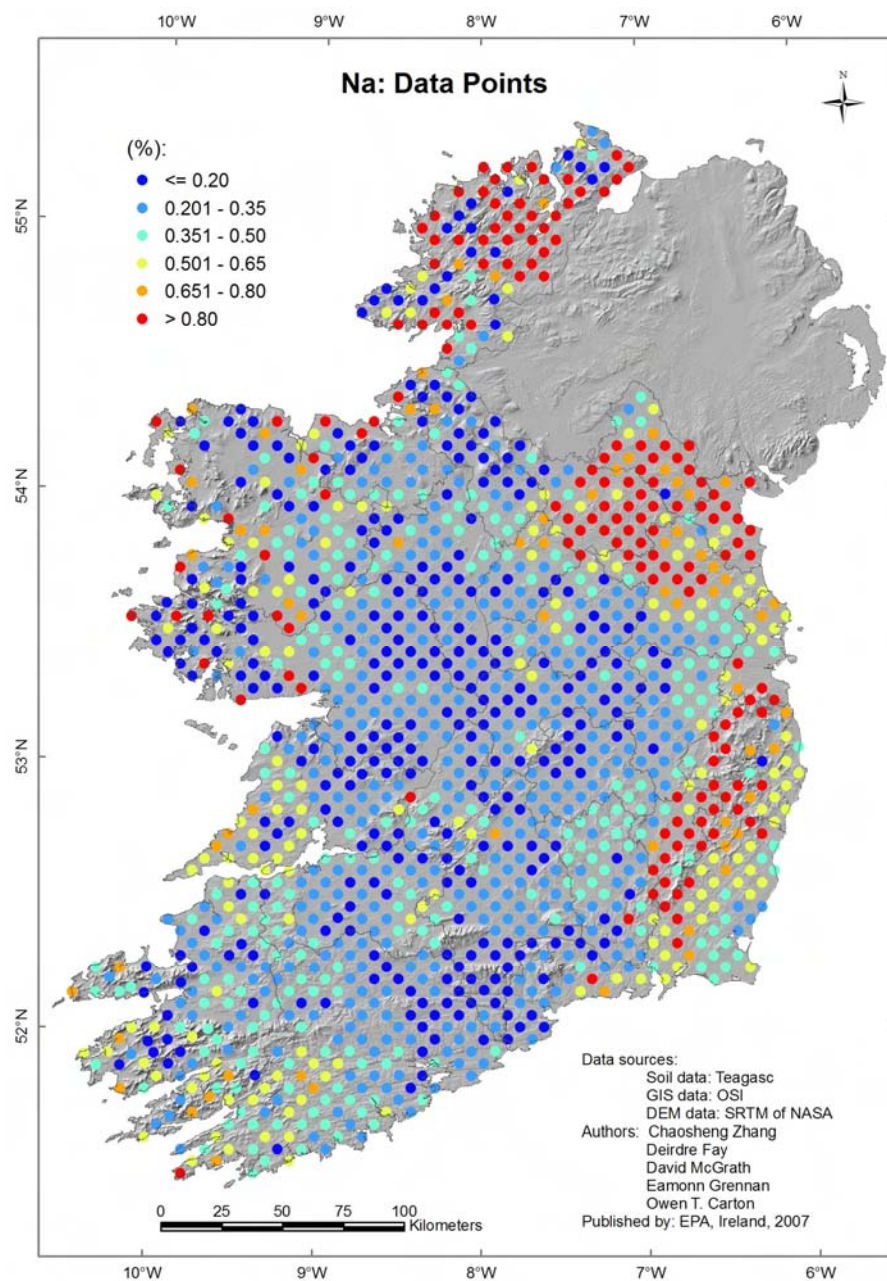 10°W 9°W 8°W 7°W 6°W
Na: Data Points
N
(%):
<= 0.20
0.201 - 0.35
0.351 - 0.50
0.501 - 0.65
0.651 - 0.80
> 0.80
55°N
54°N
53°N
52°N
Data sources:
Soil data: Teagasc
GIS data: OSI
DEM data: SRTM of NASA
Authors: Chaosheng Zhang
Deirdre Fay
David McGrath
Eamonn Grennan
Owen T. Carton
Published by: EPA, Ireland, 2007
0 25 50 75 100
Kilometers
10°W 9°W 8°W 7°W 6°W